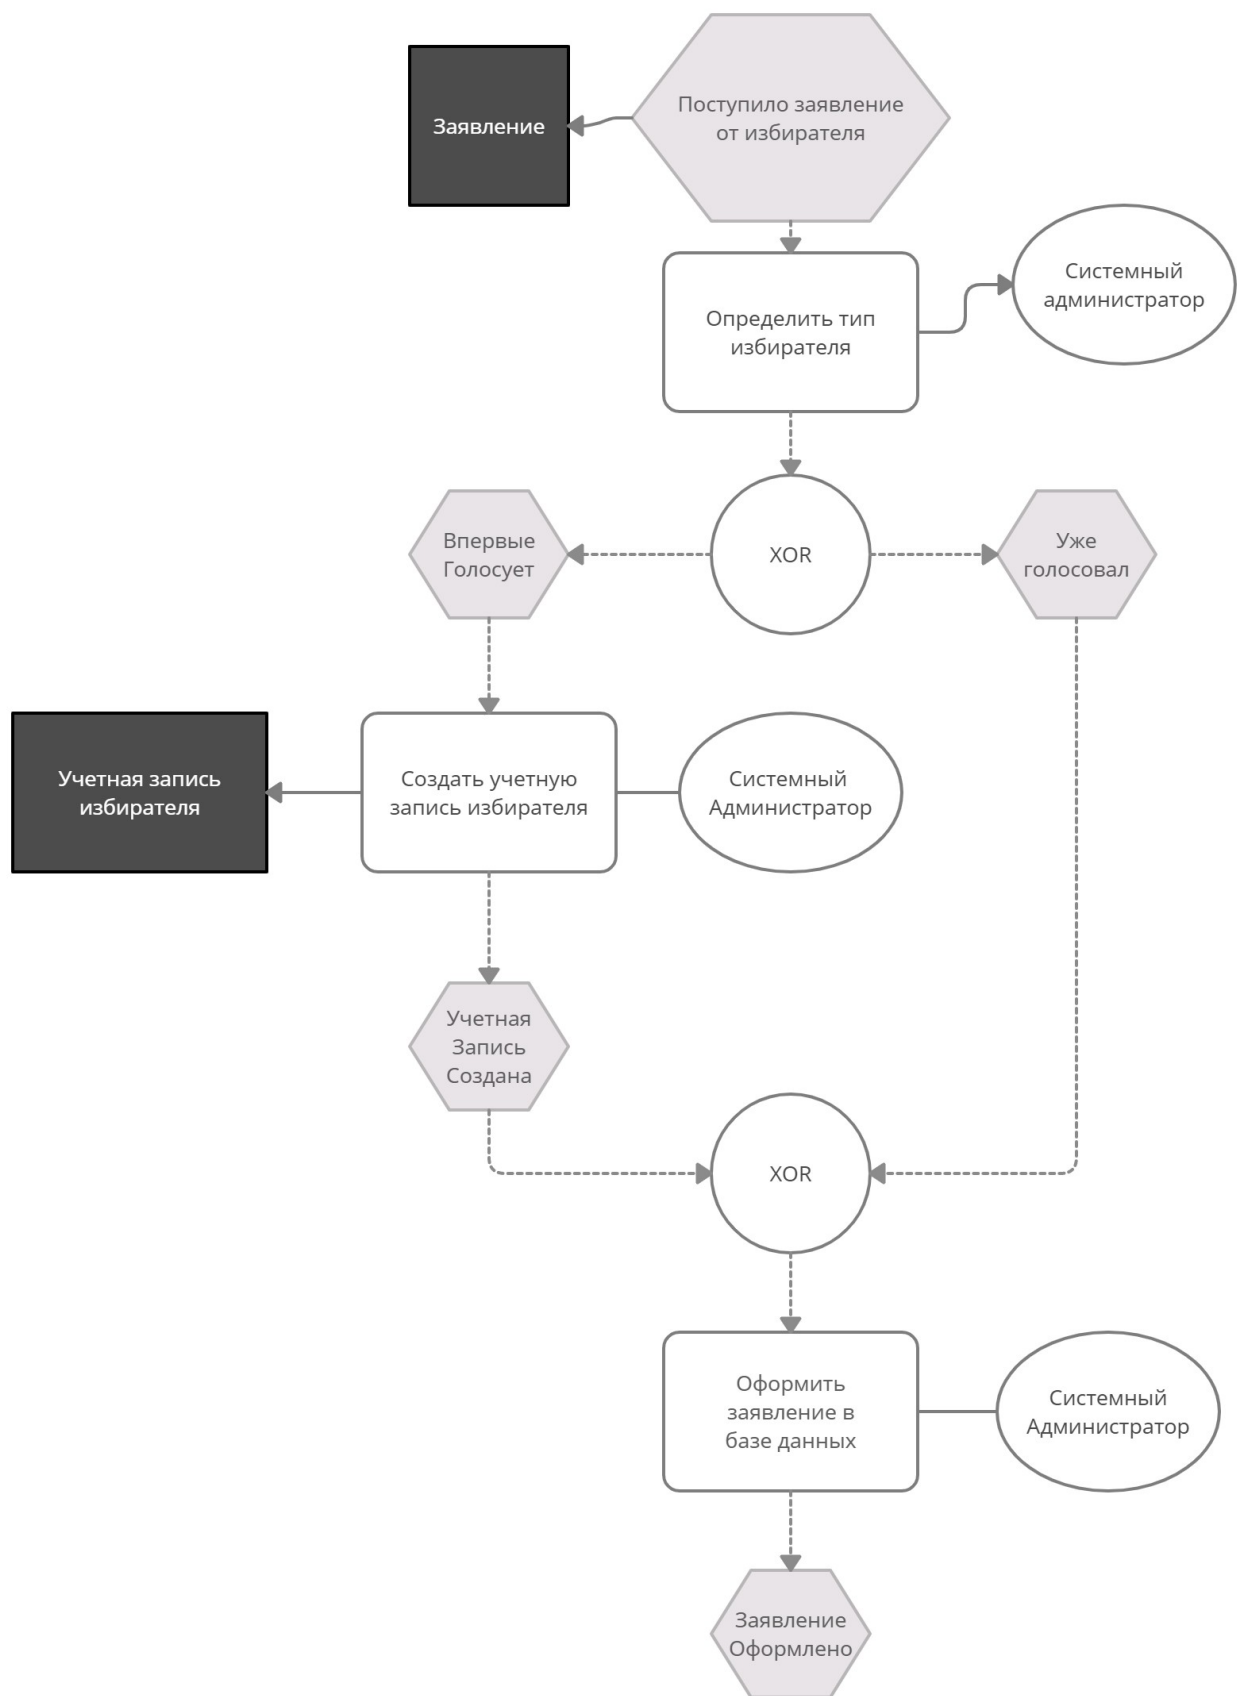 Заявление
Поступило заявление
от избирателя
Определить тип
избирателя
Системный
администратор
Впервые
Голосует
XOR
Уже
голосовал
Учетная запись
избирателя
Создать учетную
запись избирателя
Системный
Администратор
Учетная
Запись
Создана
XOR
Оформить
заявление в
базе данных
Системный
Администратор
Заявление
Оформлено